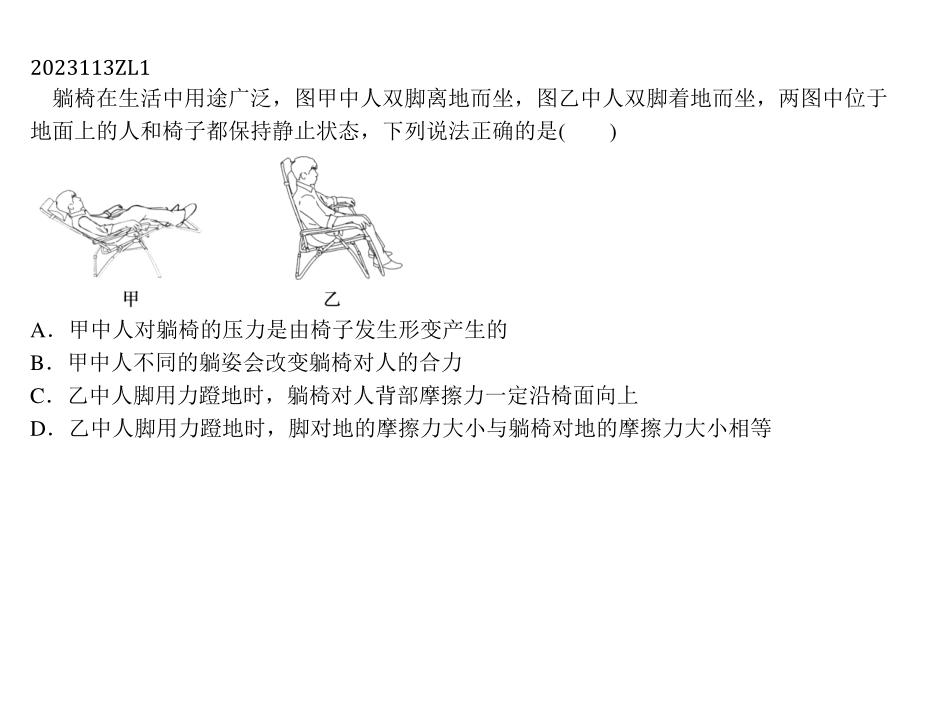 2023113ZL1
躺椅在生活中用途广泛，图甲中人双脚离地而坐，图乙中人双脚着地而坐，两图中位于
地面上的人和椅子都保持静止状态，下列说法正确的是(　　)
甲 乙
A．甲中人对躺椅的压力是由椅子发生形变产生的
B．甲中人不同的躺姿会改变躺椅对人的合力
C．乙中人脚用力蹬地时，躺椅对人背部摩擦力一定沿椅面向上
D．乙中人脚用力蹬地时，脚对地的摩擦力大小与躺椅对地的摩擦力大小相等